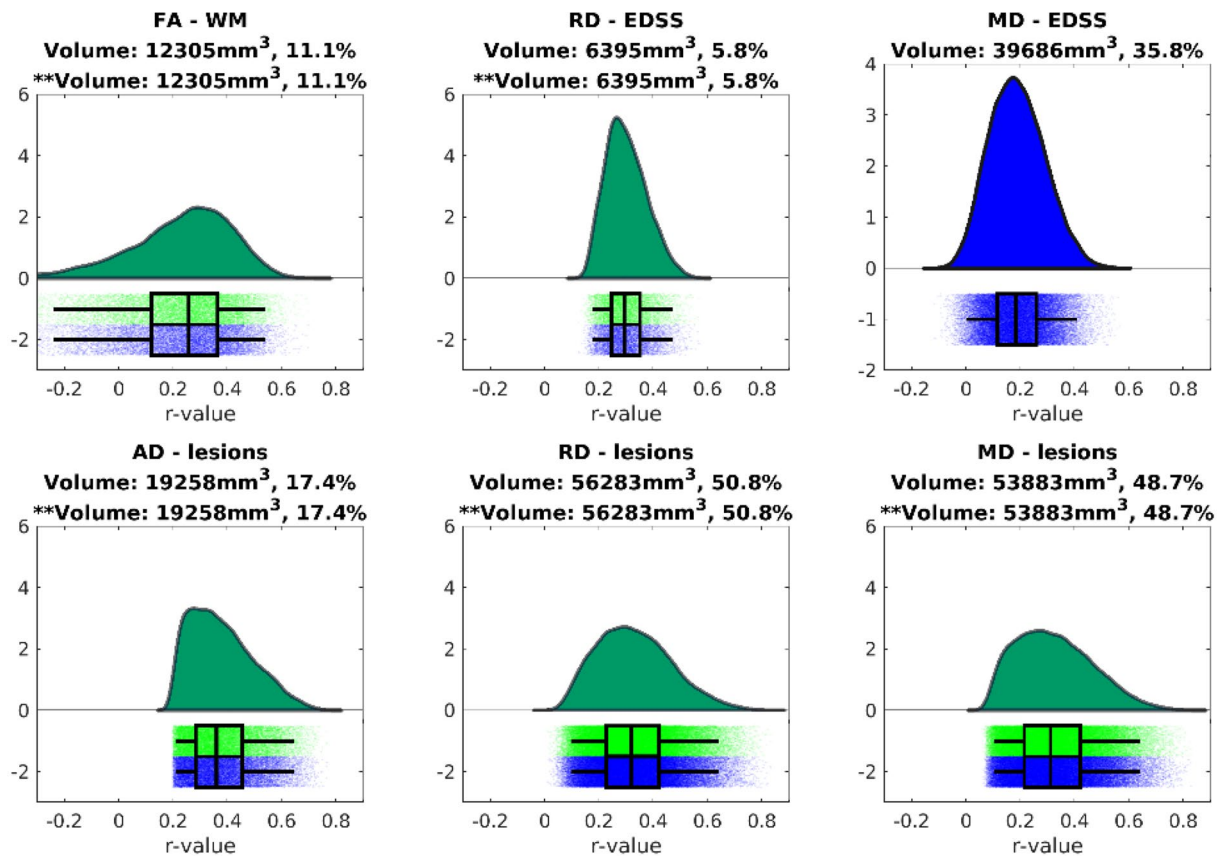 FA - WM
Volume: 12305mm3, 11.1%
**Volume: 12305mm3, 11.1%
6
4
2
0
-2
-0.2 0 0.2 0.4 0.6 0.8
r-value
RD - EDSS
Volume: 6395mm3, 5.8%
**Volume: 6395mm3, 5.8%
6
4
2
0
-2
-0.2 0 0.2 0.4 0.6 0.8
r-value
MD - EDSS
Volume: 39686mm3, 35.8%
4
3
2
1
0
-1
-2
-0.2 0 0.2 0.4 0.6 0.8
r-value
AD - lesions
Volume: 19258mm3, 17.4%
**Volume: 19258mm3, 17.4%
6
4
2
0
-2
-0.2 0 0.2 0.4 0.6 0.8
r-value
RD - lesions
Volume: 56283mm3, 50.8%
**Volume: 56283mm3, 50.8%
6
4
2
0
-2
-0.2 0 0.2 0.4 0.6 0.8
r-value
MD - lesions
Volume: 53883mm3, 48.7%
**Volume: 53883mm3, 48.7%
6
4
2
0
-2
-0.2 0 0.2 0.4 0.6 0.8
r-value